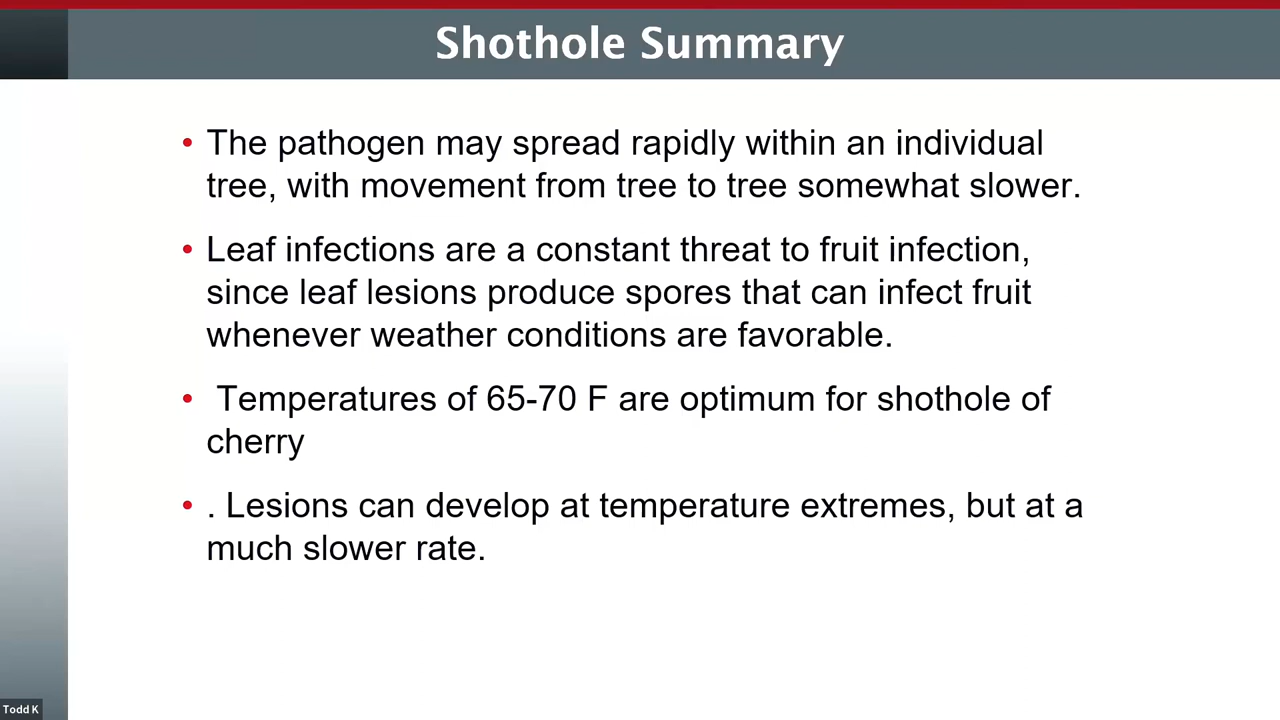 Shothole Summary
• The pathogen may spread rapidly within an individual
tree, with movement from tree to tree somewhat slower.
• Leaf infections are a constant threat to fruit infection,
since leaf lesions produce spores that can infect fruit
whenever weather conditions are favorable.
• Temperatures of 65-70 F are optimum for shothole of
cherry
• . Lesions can develop at temperature extremes, but at a
much slower rate.
Todd K